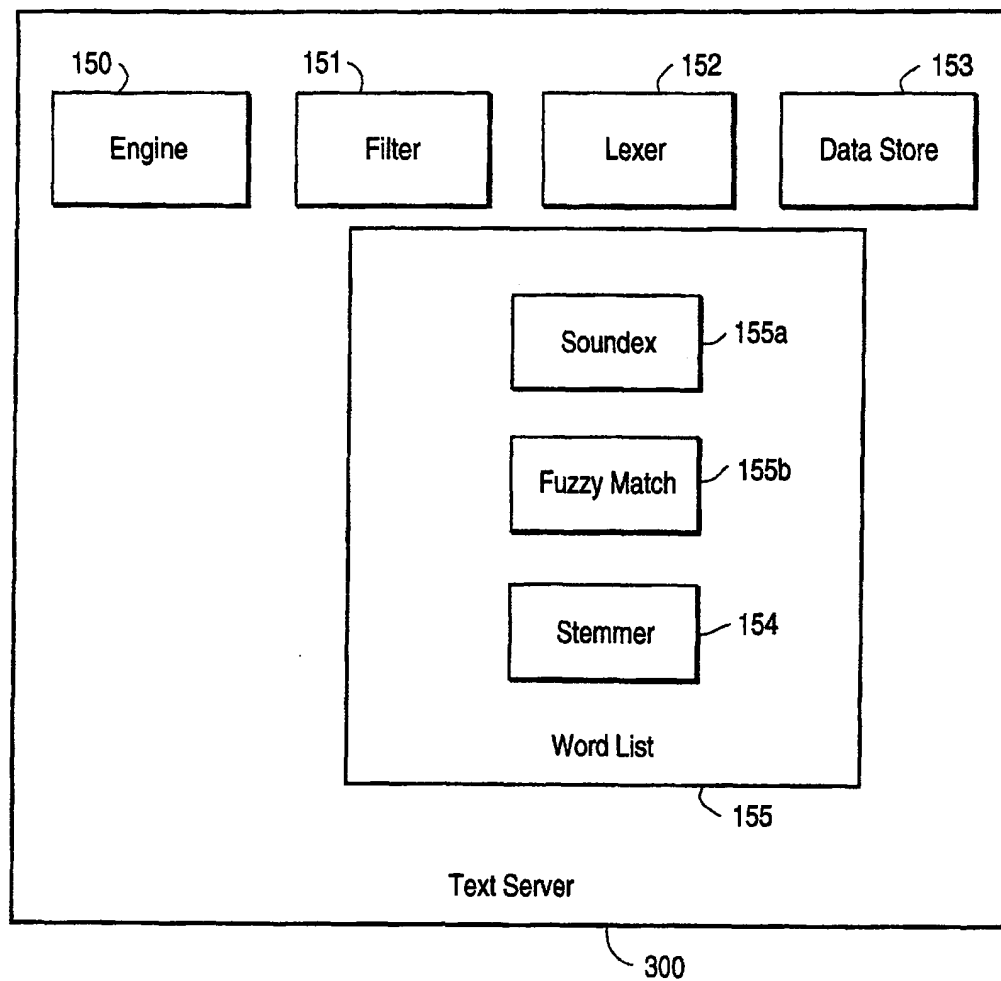 150
151
152
153
Engine
Filter
Lexer
Data Store
Soundex
155a
Fuzzy Match
155b
Stemmer
154
Word List
155
Text Server
300